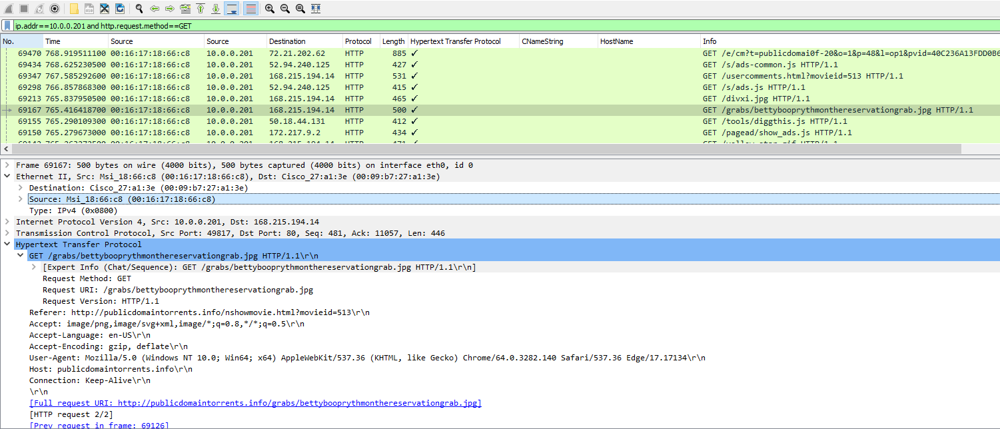 ip.addr==10.0.0.201 and http.request.method==GET
No. Time Source Source Destination Protocol Length Hypertext Transfer Protocol CNameString HostName Info
69470 768.919511100 00:16:17:18:66:c8 10.0.0.201 72.21.202.62 HTTP 885 ✓ GET /e/cm?t=publicdomai0f-20&o=1&p=48&l=op1&pvid=40C236A13FDD0B6
69434 768.625230500 00:16:17:18:66:c8 10.0.0.201 52.94.240.125 HTTP 427 ✓ GET /s/ads-common.js HTTP/1.1
69347 767.585292600 00:16:17:18:66:c8 10.0.0.201 168.215.194.14 HTTP 531 ✓ GET /usercomments.html?movieid=513 HTTP/1.1
69298 766.857868300 00:16:17:18:66:c8 10.0.0.201 52.94.240.125 HTTP 415 ✓ GET /s/ads.js HTTP/1.1
69213 765.837950500 00:16:17:18:66:c8 10.0.0.201 168.215.194.14 HTTP 465 ✓ GET /divxi.jpg HTTP/1.1
69167 765.416418700 00:16:17:18:66:c8 10.0.0.201 168.215.194.14 HTTP 500 ✓ GET /grabs/bettybooprythmonthereservationgrab.jpg HTTP/1.1
69155 765.290109300 00:16:17:18:66:c8 10.0.0.201 50.18.44.131 HTTP 412 ✓ GET /tools/diggthis.js HTTP/1.1
69150 765.279673000 00:16:17:18:66:c8 10.0.0.201 172.217.9.2 HTTP 434 ✓ GET /pagead/show_ads.js HTTP/1.1
Frame 69167: 500 bytes on wire (4000 bits), 500 bytes captured (4000 bits) on interface eth0, id 0
Ethernet II, Src: Msi_18:66:c8 (00:16:17:18:66:c8), Dst: Cisco_27:a1:3e (00:09:b7:27:a1:3e)
Destination: Cisco_27:a1:3e (00:09:b7:27:a1:3e)
Source: Msi_18:66:c8 (00:16:17:18:66:c8)
Type: IPv4 (0x0800)
Internet Protocol Version 4, Src: 10.0.0.201, Dst: 168.215.194.14
Transmission Control Protocol, Src Port: 49817, Dst Port: 80, Seq: 481, Ack: 11057, Len: 446
Hypertext Transfer Protocol
GET /grabs/bettybooprythmonthereservationgrab.jpg HTTP/1.1\r\n
[Expert Info (Chat/Sequence): GET /grabs/bettybooprythmonthereservationgrab.jpg HTTP/1.1\r\n]
Request Method: GET
Request URI: /grabs/bettybooprythmonthereservationgrab.jpg
Request Version: HTTP/1.1
Referer: http://publicdomaintorrents.info/nshowmovie.html?movieid=513\r\n
Accept: image/png,image/svg+xml,image/*;q=0.8,*/*;q=0.5\r\n
Accept-Language: en-US\r\n
Accept-Encoding: gzip, deflate\r\n
User-Agent: Mozilla/5.0 (Windows NT 10.0; Win64; x64) AppleWebKit/537.36 (KHTML, like Gecko) Chrome/64.0.3282.140 Safari/537.36 Edge/17.17134\r\n
Host: publicdomaintorrents.info\r\n
Connection: Keep-Alive\r\n
\r\n
[Full request URI: http://publicdomaintorrents.info/grabs/bettybooprythmonthereservationgrab.jpg]
[HTTP request 2/2]
[Prev request in frame: 69126]